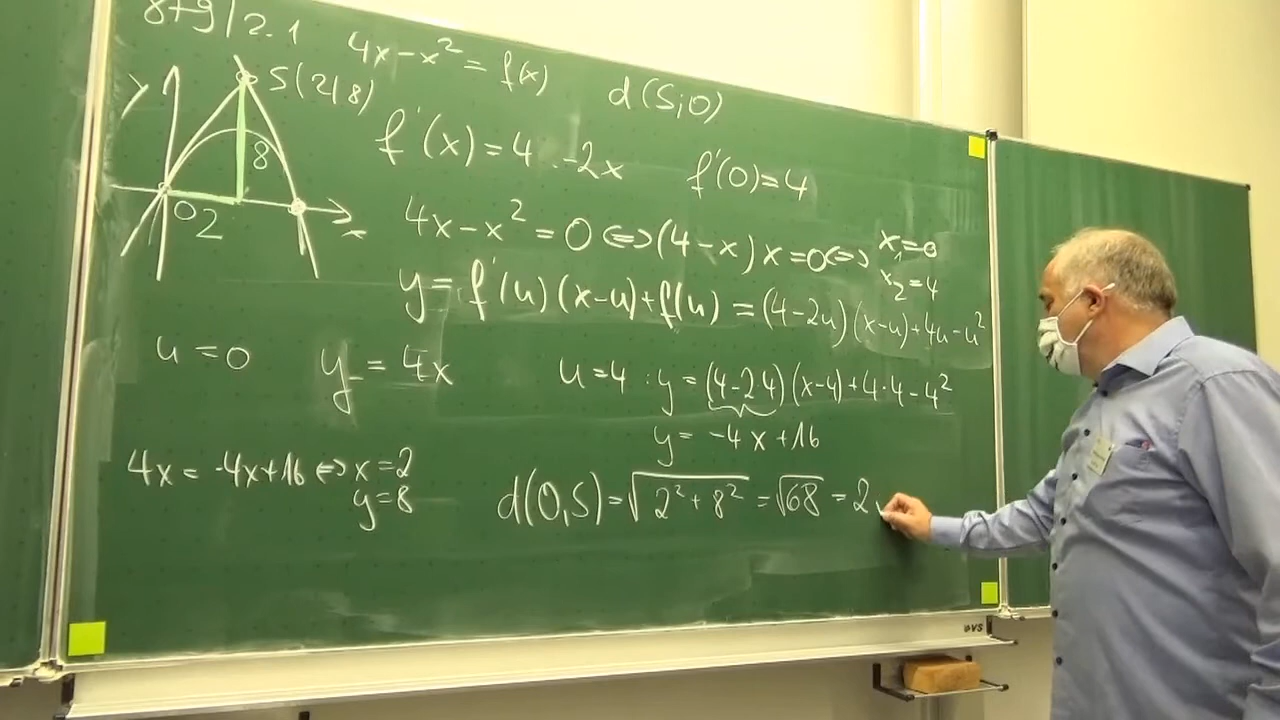 8+9/2.1
4x-x² = f(x)
d(S;0)
y
S(2|8)
8
0 2
x
f'(x) = 4 -2x
f'(0)=4
4x-x² = 0 ⇔ (4-x) x = 0 ⇔ x₁=0
x₂=4
y = f'(u)(x-u)+f(u) = (4-2u)(x-u)+4u-u²
u = 0
y = 4x
u=4 : y = (4-2·4)(x-4)+4·4-4²
y = -4x+16
4x = -4x+16 ⇔ x=2
y=8
d(0,S) = √2²+8² = √68 = 2